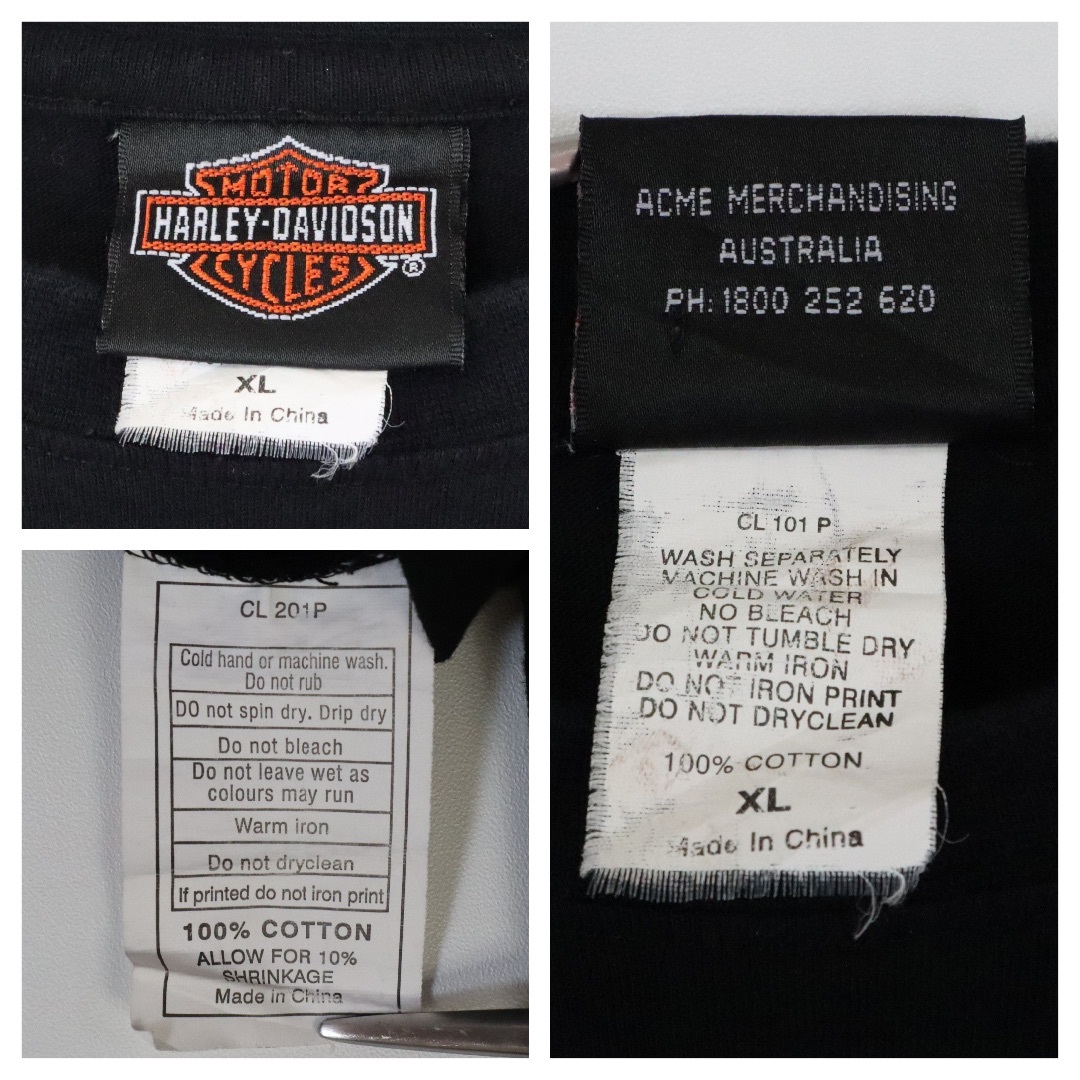 MOTOR
HARLEY-DAVIDSON
CYCLES
®
XL
Made In China
CL 201P
Cold hand or machine wash.
Do not rub
DO not spin dry. Drip dry
Do not bleach
Do not leave wet as
colours may run
Warm iron
Do not dryclean
If printed do not iron print
100% COTTON
ALLOW FOR 10%
SHRINKAGE
Made in China
ACME MERCHANDISING
AUSTRALIA
PH: 1800 252 620
CL 101 P
WASH SEPARATELY
MACHINE WASH IN
COLD WATER
NO BLEACH
DO NOT TUMBLE DRY
WARM IRON
DO NOT IRON PRINT
DO NOT DRYCLEAN
100% COTTON
XL
Made In China